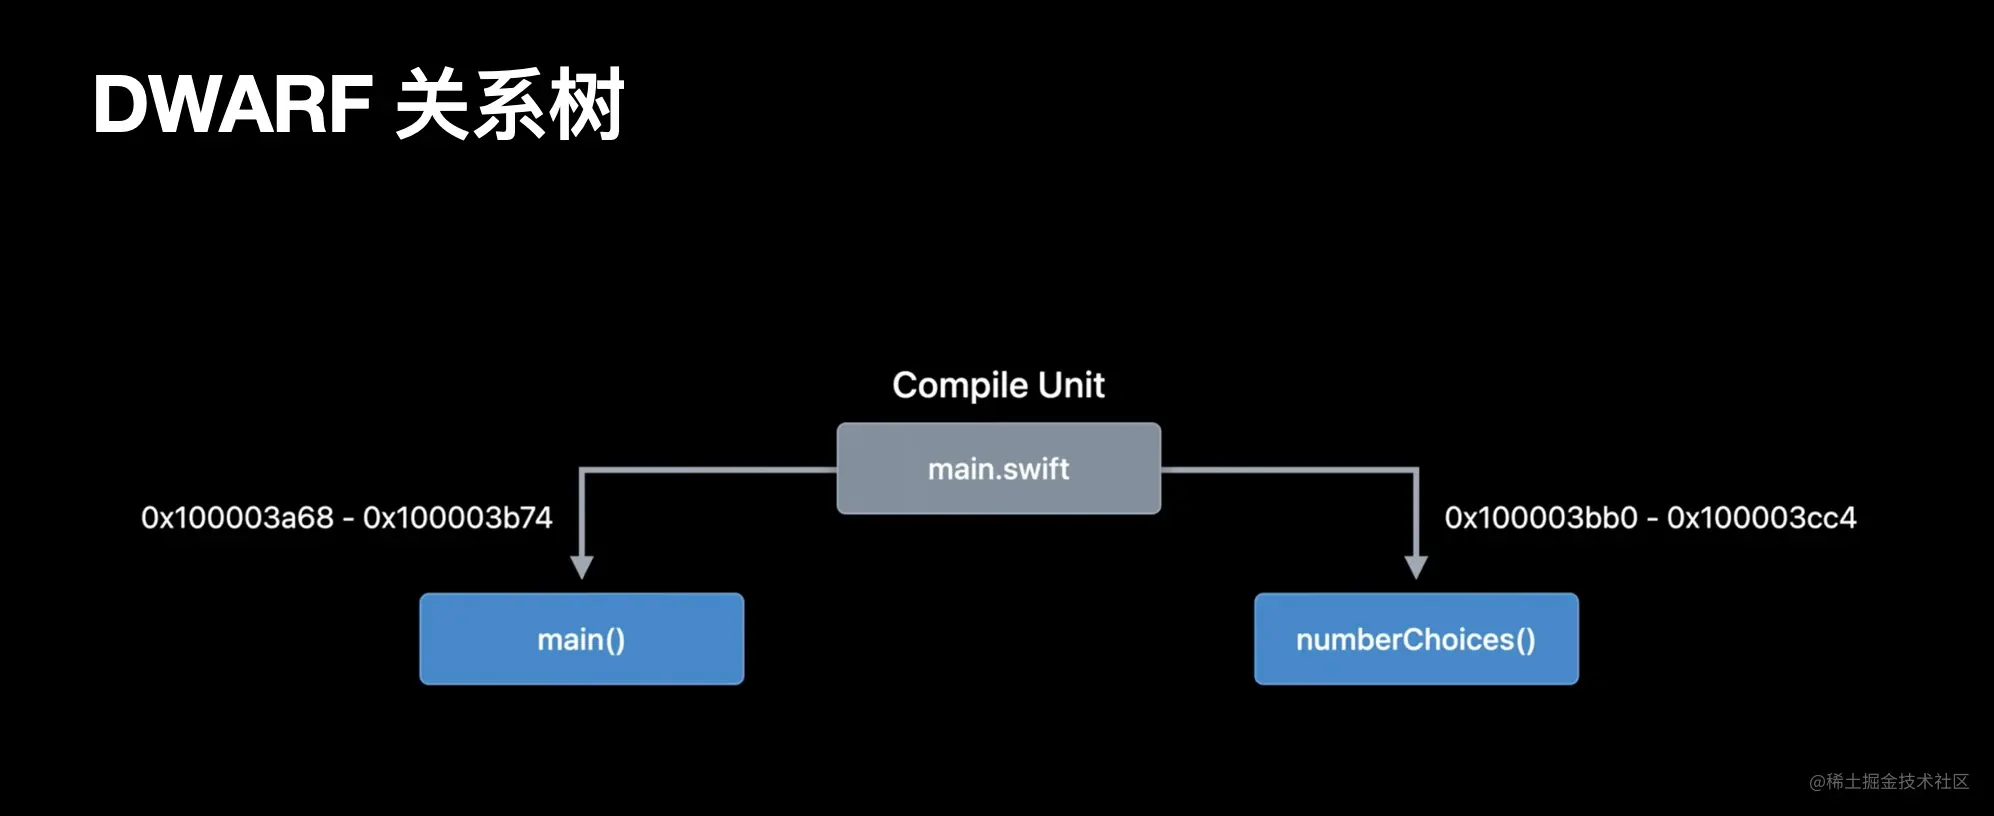 DWARF 关系树
Compile Unit
main.swift
0x100003a68 - 0x100003b74
0x100003bb0 - 0x100003cc4
main()
numberChoices()
@稀土掘金技术社区